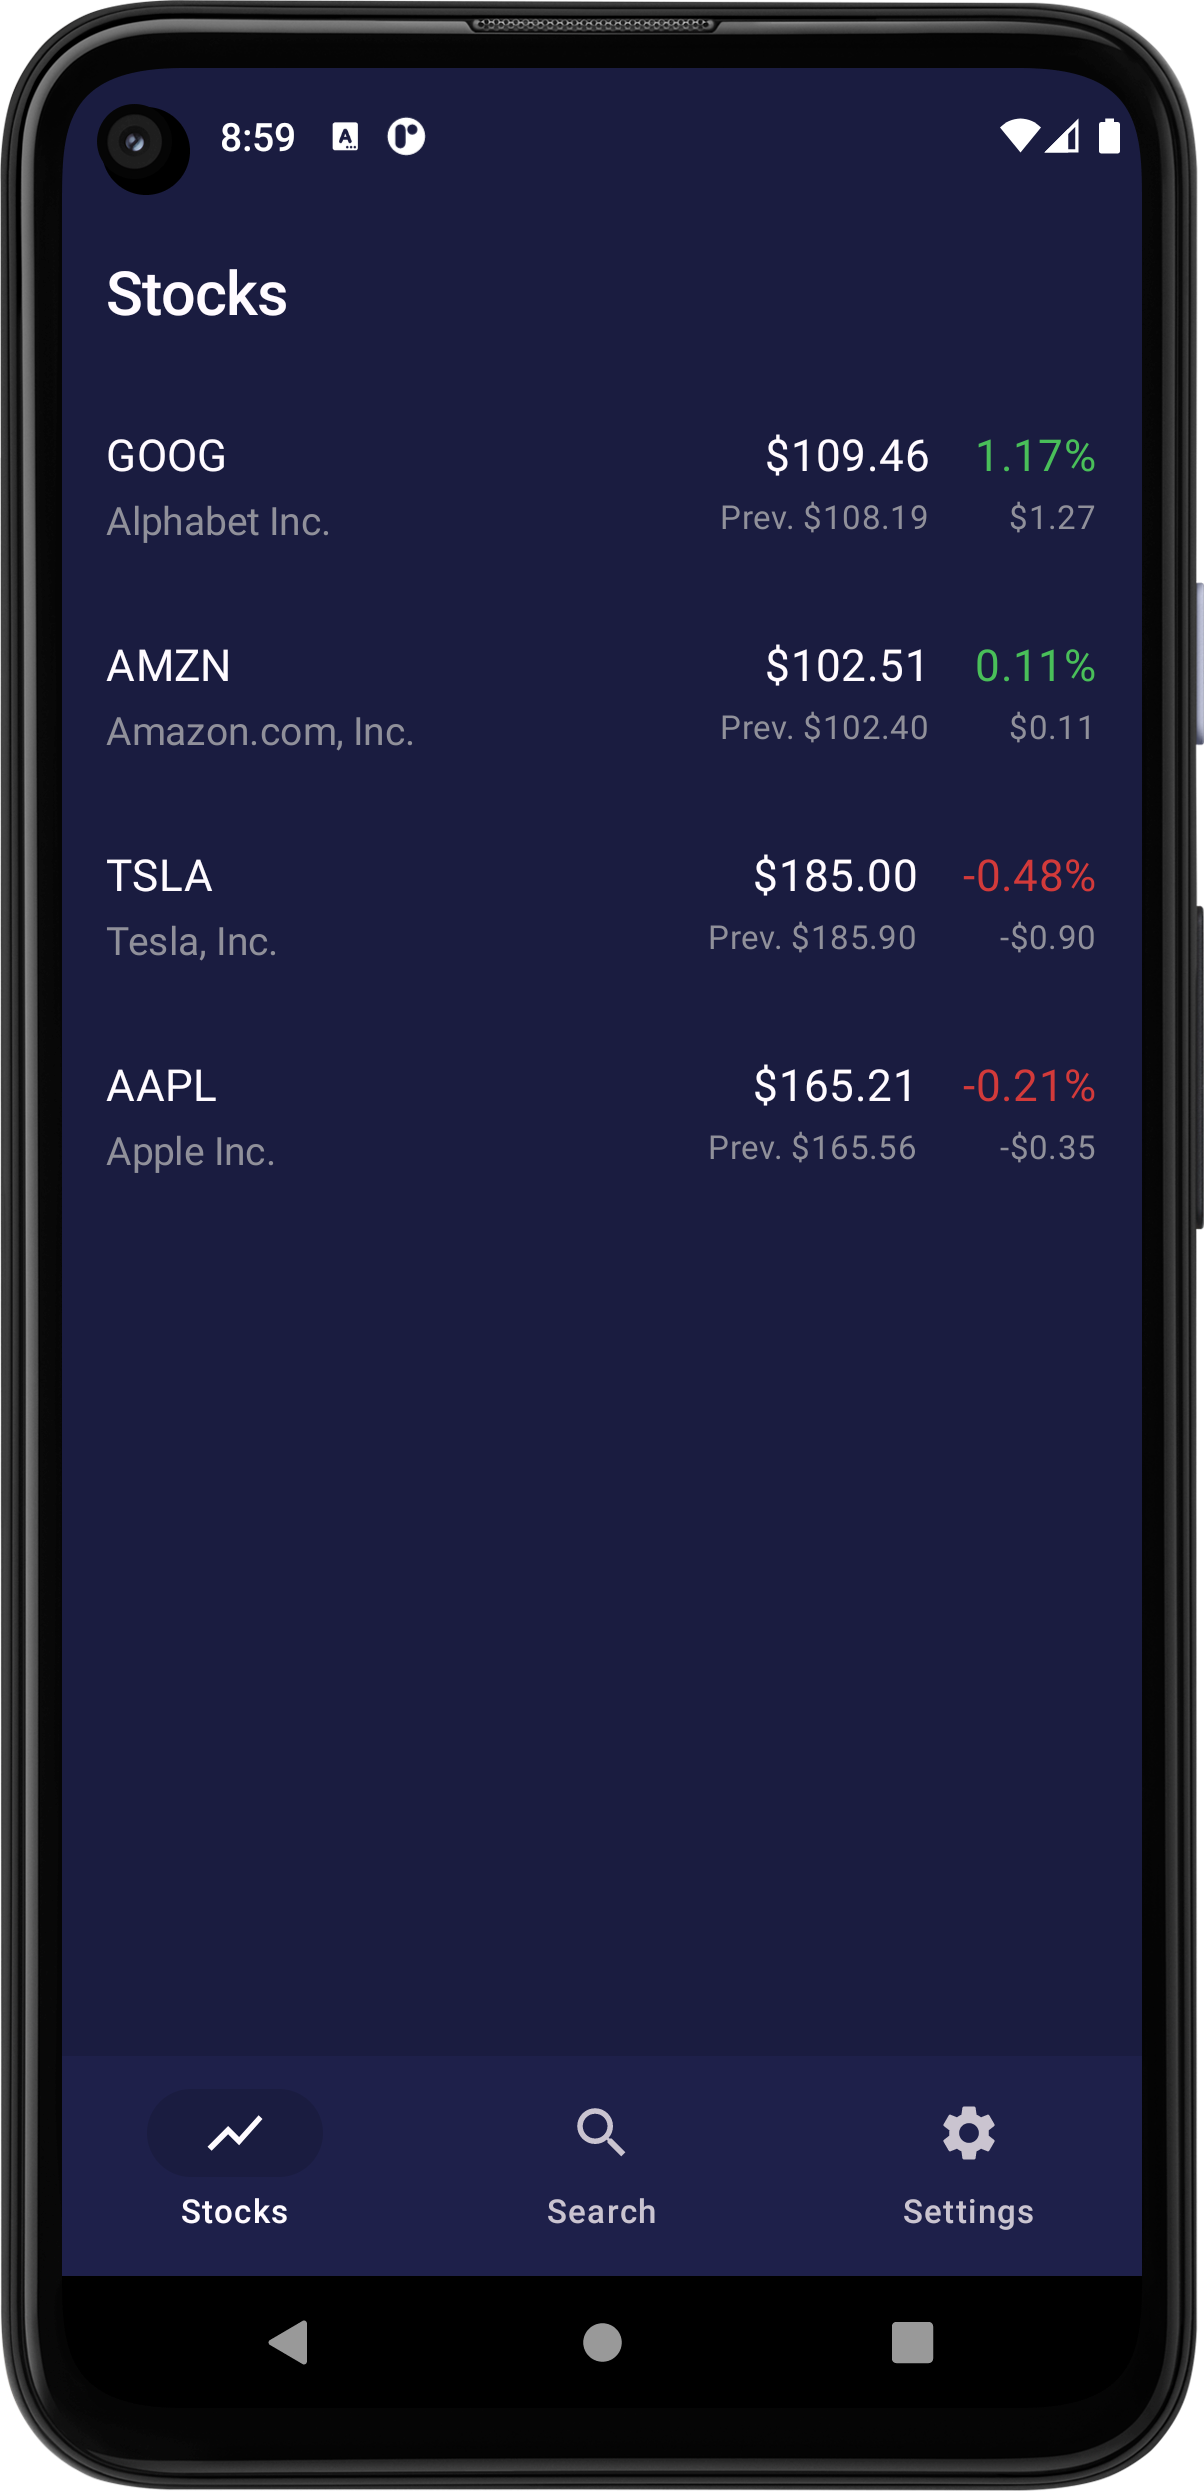 8:59
Stocks
GOOG $109.46 1.17%
Alphabet Inc. Prev. $108.19 $1.27
AMZN $102.51 0.11%
Amazon.com, Inc. Prev. $102.40 $0.11
TSLA $185.00 -0.48%
Tesla, Inc. Prev. $185.90 -$0.90
AAPL $165.21 -0.21%
Apple Inc. Prev. $165.56 -$0.35
Stocks Search Settings